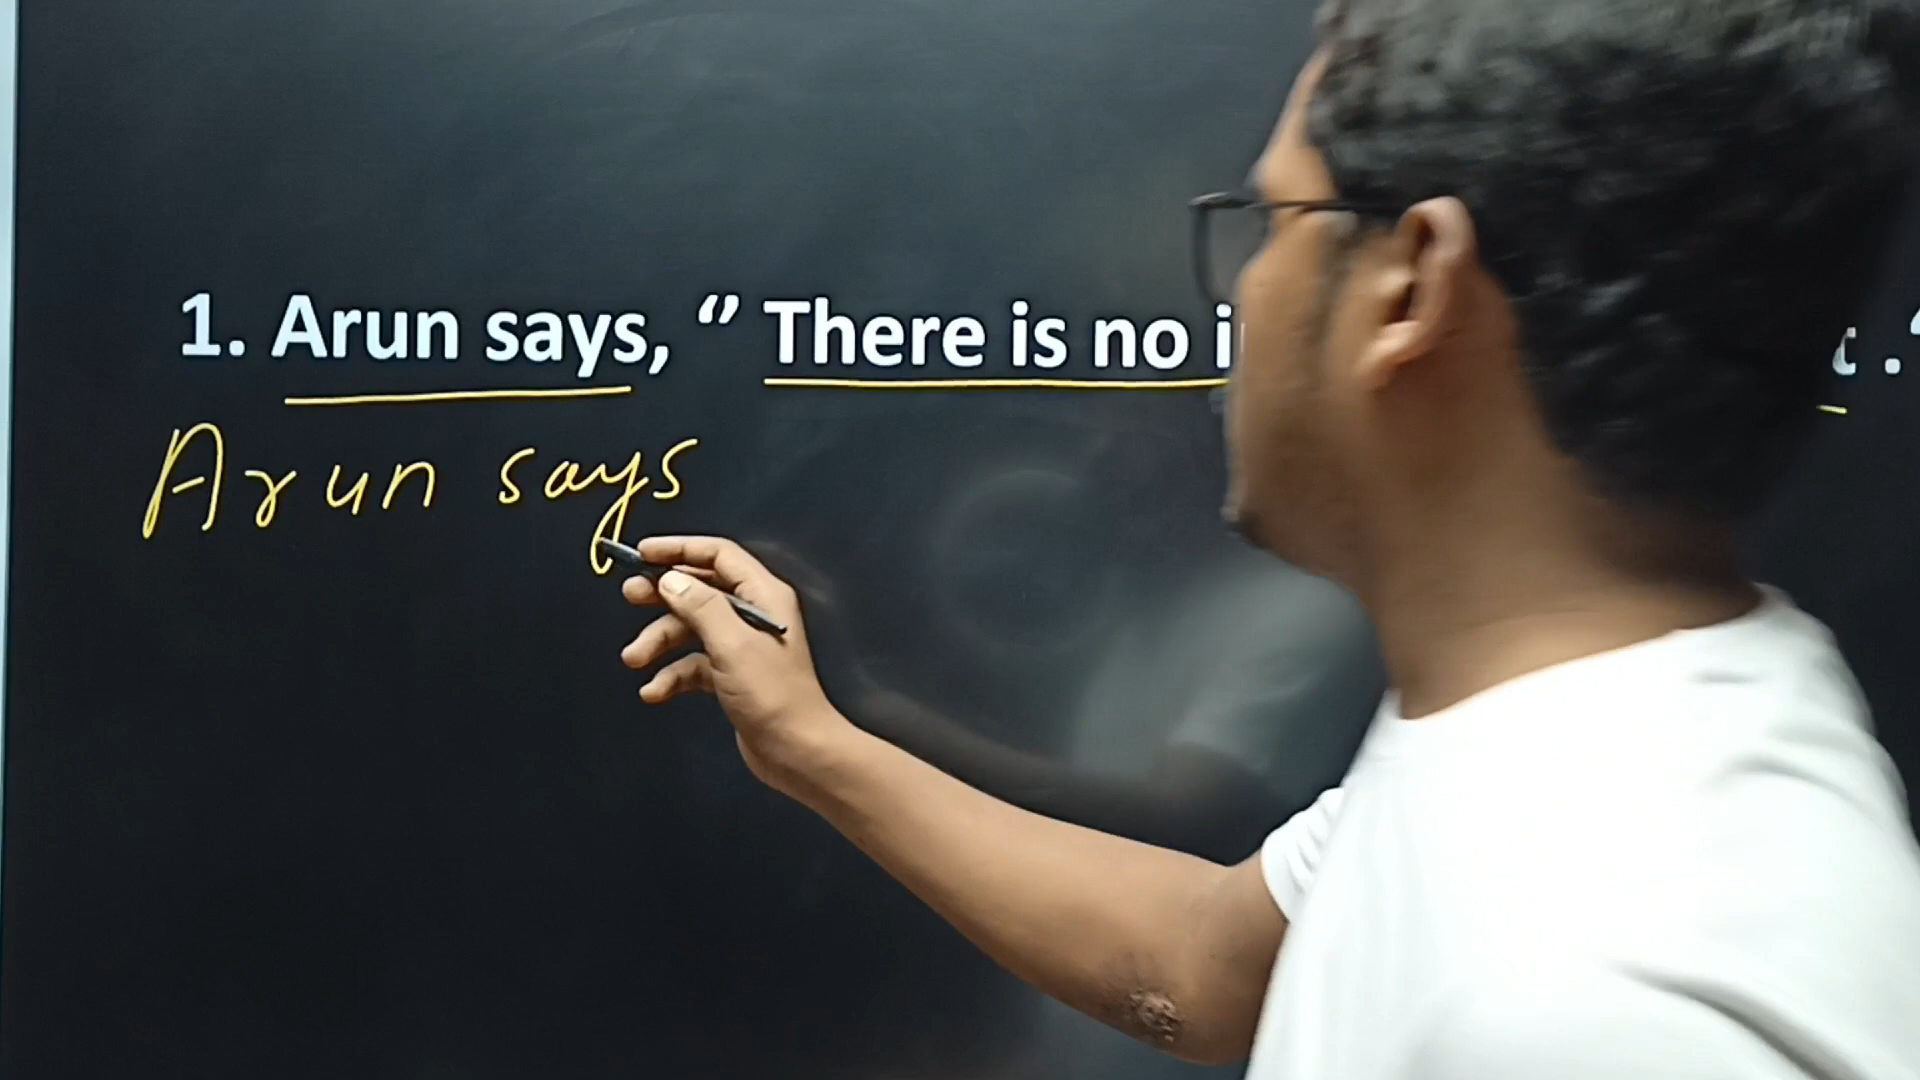 1. Arun says, “ There is no .“
Arun says